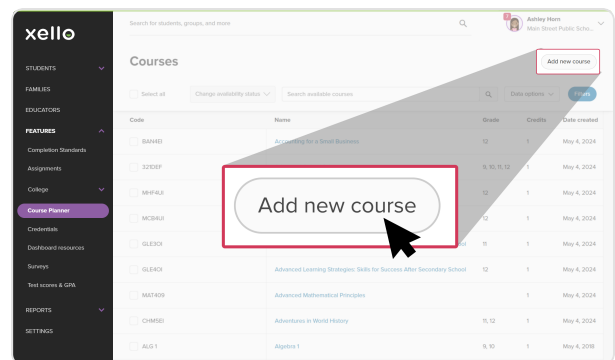 xello
Search for students, groups, and more
Ashley Horn
Main Street Public Scho...
STUDENTS
FAMILIES
EDUCATORS
FEATURES
Completion Standards
Assignments
College
Course Planner
Credentials
Dashboard resources
Surveys
Test scores & GPA
REPORTS
SETTINGS
Courses
Add new course
Select all
Change availability status
Search available courses
Data options
Filters
Code Name Grade Credits Date created
BAN4EI Accounting for a Small Business 12 1 May 4, 2024
321DEF 9, 10, 11, 12 1 May 4, 2024
MHF4UI 12 1 May 4, 2024
MCB4UI 12 1 May 4, 2024
GLE3OI 11 1 May 4, 2024
GLE4OI Advanced Learning Strategies: Skills for Success After Secondary School 12 1 May 4, 2024
MAT409 Advanced Mathematical Principles 1 May 4, 2024
CHM5EI Adventures in World History 11, 12 1 May 4, 2024
ALG 1 Algebra 1 9, 10 1 May 4, 2018
Add new course